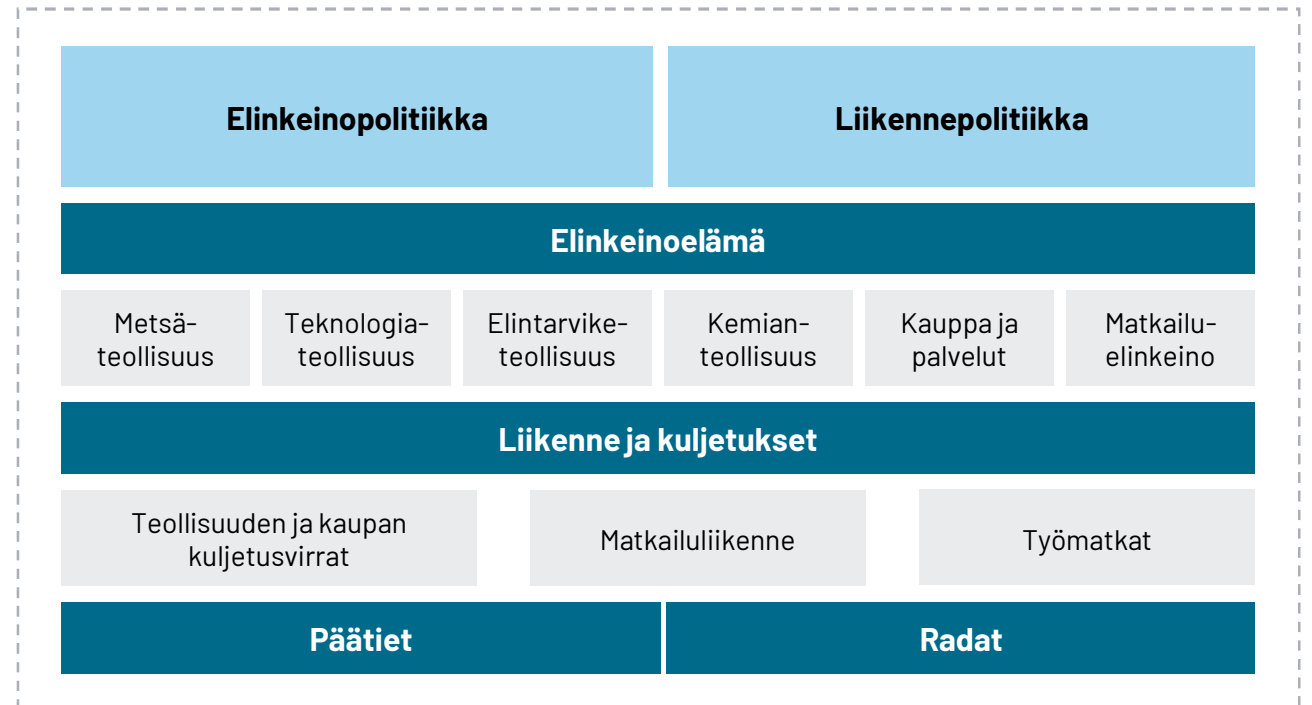 Elinkeinopolitiikka
Liikennepolitiikka
Elinkeinoelämä
Metsä-
teollisuus
Teknologia-
teollisuus
Elintarvike-
teollisuus
Kemian-
teollisuus
Kauppa ja
palvelut
Matkailu-
elinkeino
Liikenne ja kuljetukset
Teollisuuden ja kaupan
kuljetusvirrat
Matkailuliikenne
Työmatkat
Päätiet
Radat